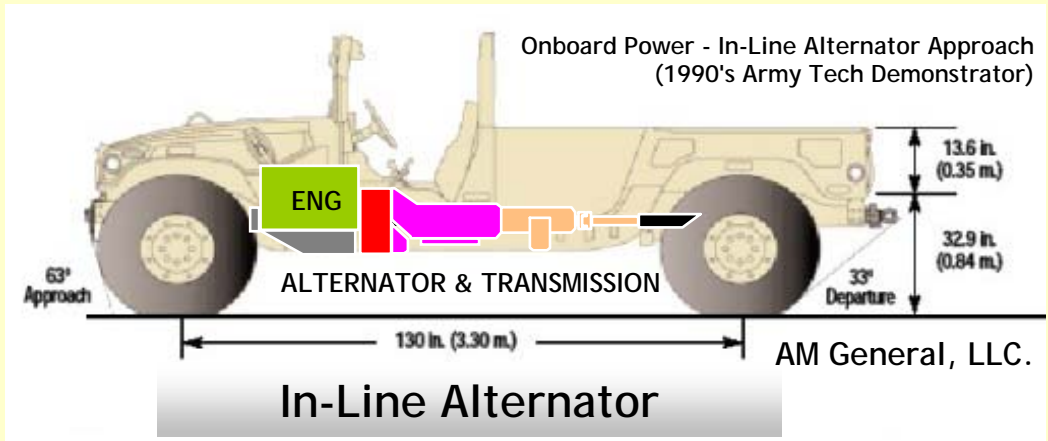 Onboard Power - In-Line Alternator Approach
(1990's Army Tech Demonstrator)
13.6 in.
(0.35 m.)
ENG
32.9 in.
(0.84 m.)
63°
Approach
ALTERNATOR & TRANSMISSION
33°
Departure
130 in. (3.30 m.)
AM General, LLC.
In-Line Alternator